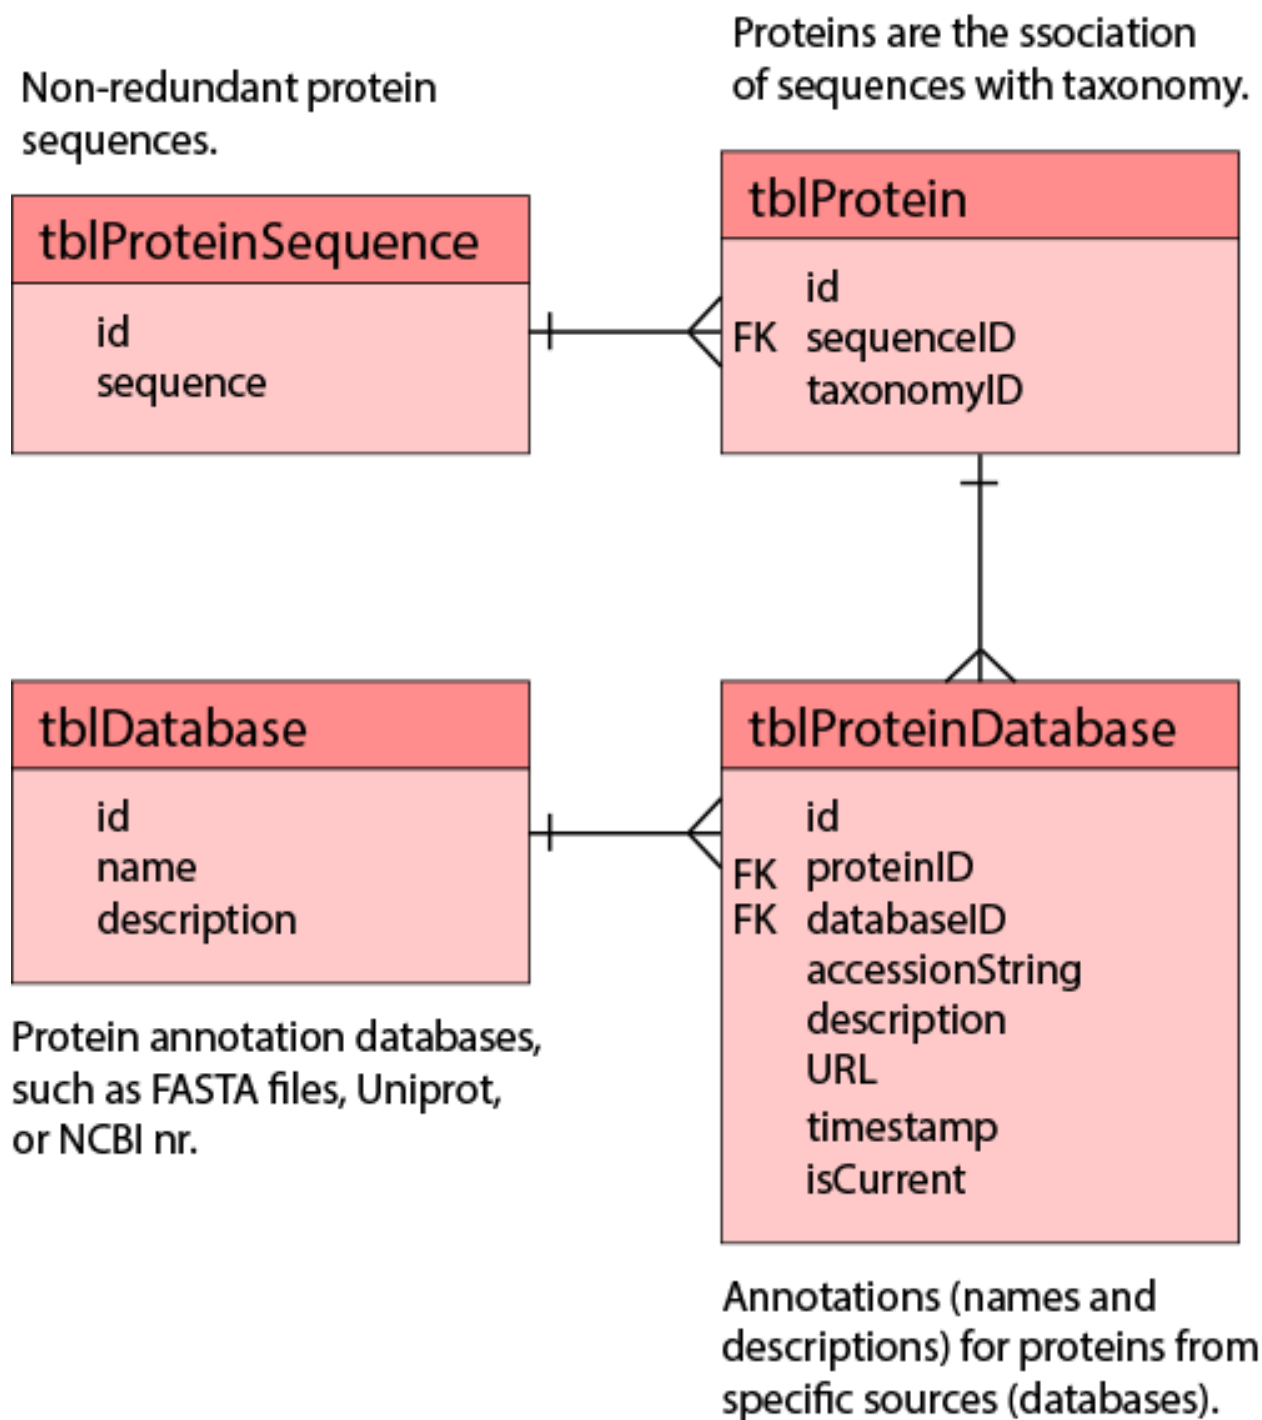 Non-redundant protein
sequences.
tblProteinSequence
id
sequence
Proteins are the ssociation
of sequences with taxonomy.
tblProtein
id
FK sequenceID
taxonomyID
tblDatabase
id
name
description
Protein annotation databases,
such as FASTA files, Uniprot,
or NCBI nr.
tblProteinDatabase
id
FK proteinID
FK databaseID
accessionString
description
URL
timestamp
isCurrent
Annotations (names and
descriptions) for proteins from
specific sources (databases).